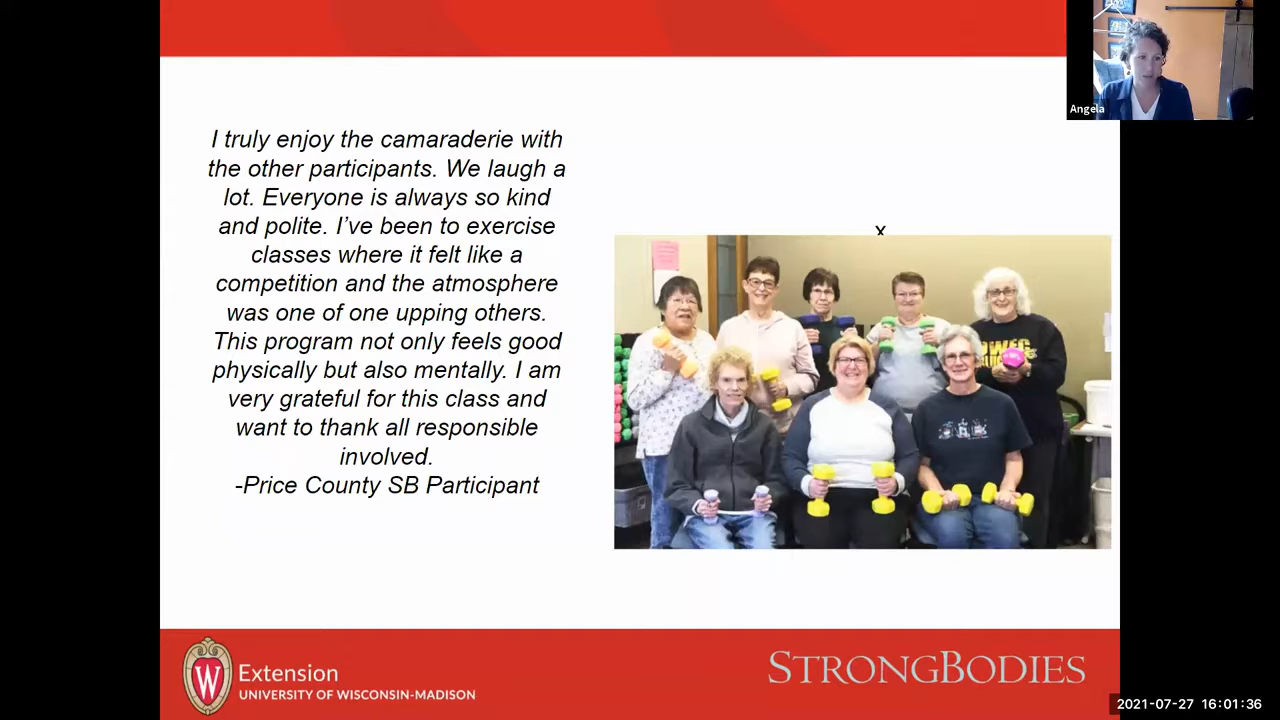 Angela
I truly enjoy the camaraderie with
the other participants. We laugh a
lot. Everyone is always so kind
and polite. I’ve been to exercise
classes where it felt like a
competition and the atmosphere
was one of one upping others.
This program not only feels good
physically but also mentally. I am
very grateful for this class and
want to thank all responsible
involved.
-Price County SB Participant
x
W
Extension
UNIVERSITY OF WISCONSIN-MADISON
STRONGBODIES
2021-07-27 16:01:36